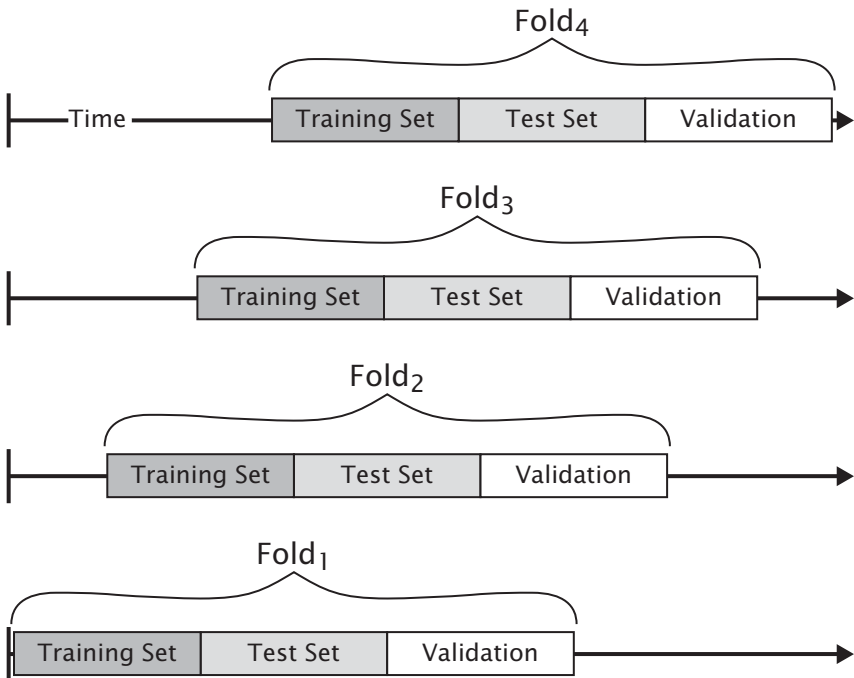 Fold4
Time
Training Set Test Set Validation
Fold3
Training Set Test Set Validation
Fold2
Training Set Test Set Validation
Fold1
Training Set Test Set Validation